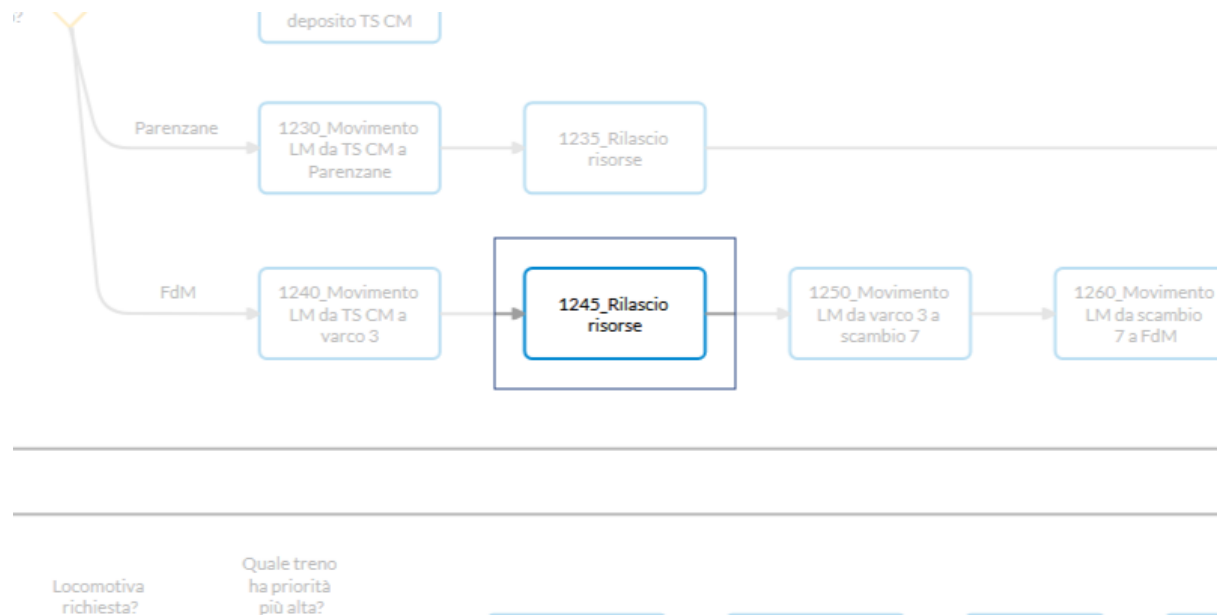 ?
deposito TS CM
Parenzane
1230_Movimento
LM da TS CM a
Parenzane
1235_Rilascio
risorse
FdM
1240_Movimento
LM da TS CM a
varco 3
1245_Rilascio
risorse
1250_Movimento
LM da varco 3 a
scambio 7
1260_Movimento
LM da scambio
7 a FdM
Locomotiva
richiesta?
Quale treno
ha priorità
più alta?